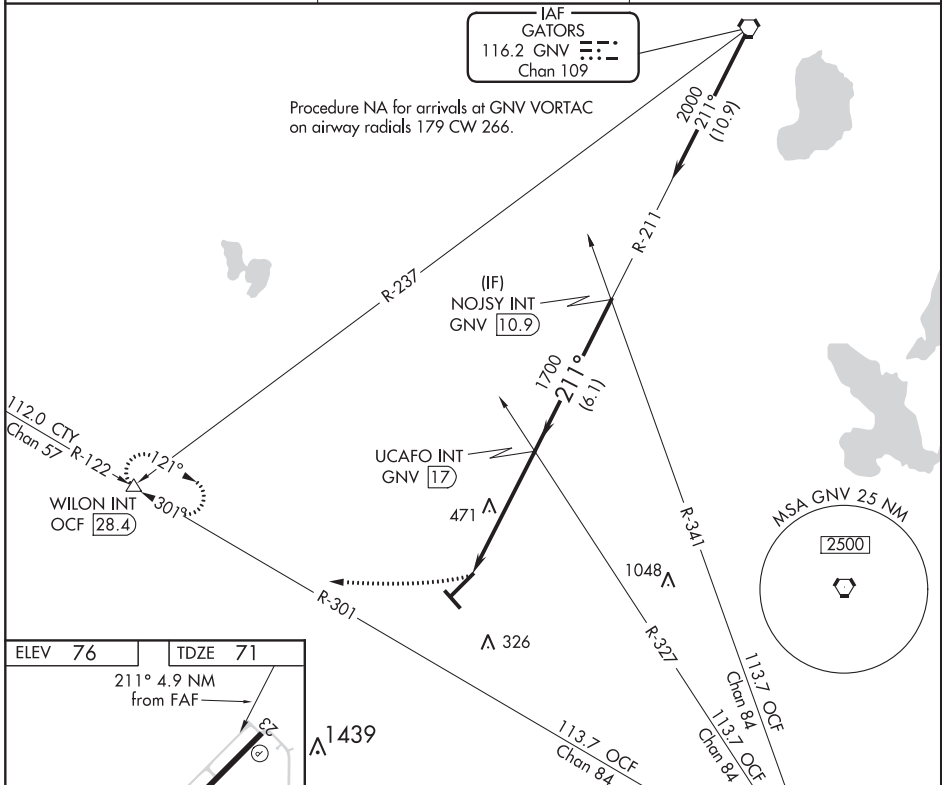 IAF
GATORS
116.2 GNV
Chan 109
Procedure NA for arrivals at GNV VORTAC
on airway radials 179 CW 266.
2000
211°
(10.9)
R-211
R-237
(IF)
NOJSY INT
GNV 10.9
1700
211°
(6.1)
112.0 CTY
Chan 57
R-122
121°
301°
WILON INT
OCF 28.4
UCAFO INT
GNV 17
471
R-341
MSA GNV 25 NM
2500
1048
R-301
326
R-327
113.7 OCF
Chan 84
113.7 OCF
Chan 84
113.7 OCF
Chan 84
ELEV 76
TDZE 71
211° 4.9 NM
from FAF
23
P
1439